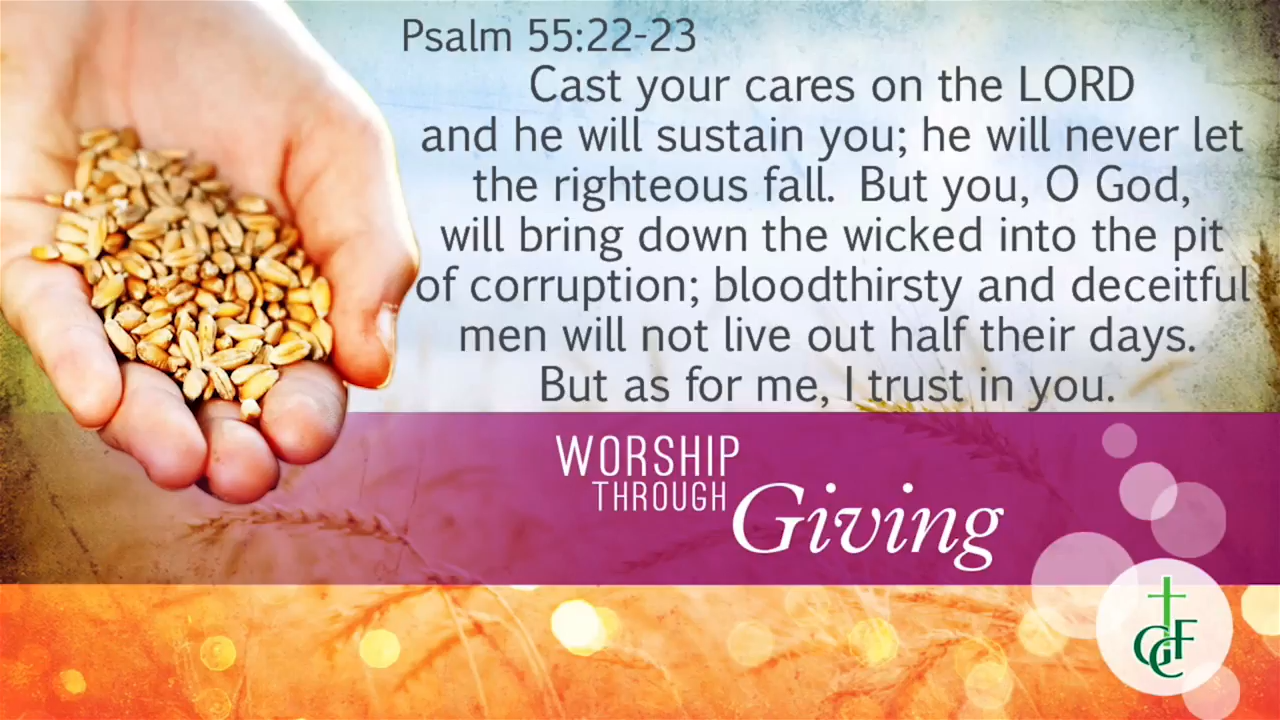 Psalm 55:22-23
Cast your cares on the LORD
and he will sustain you; he will never let
the righteous fall.  But you, O God,
will bring down the wicked into the pit
of corruption; bloodthirsty and deceitful
men will not live out half their days.
But as for me, I trust in you.
WORSHIP
THROUGH
Giving
GCF